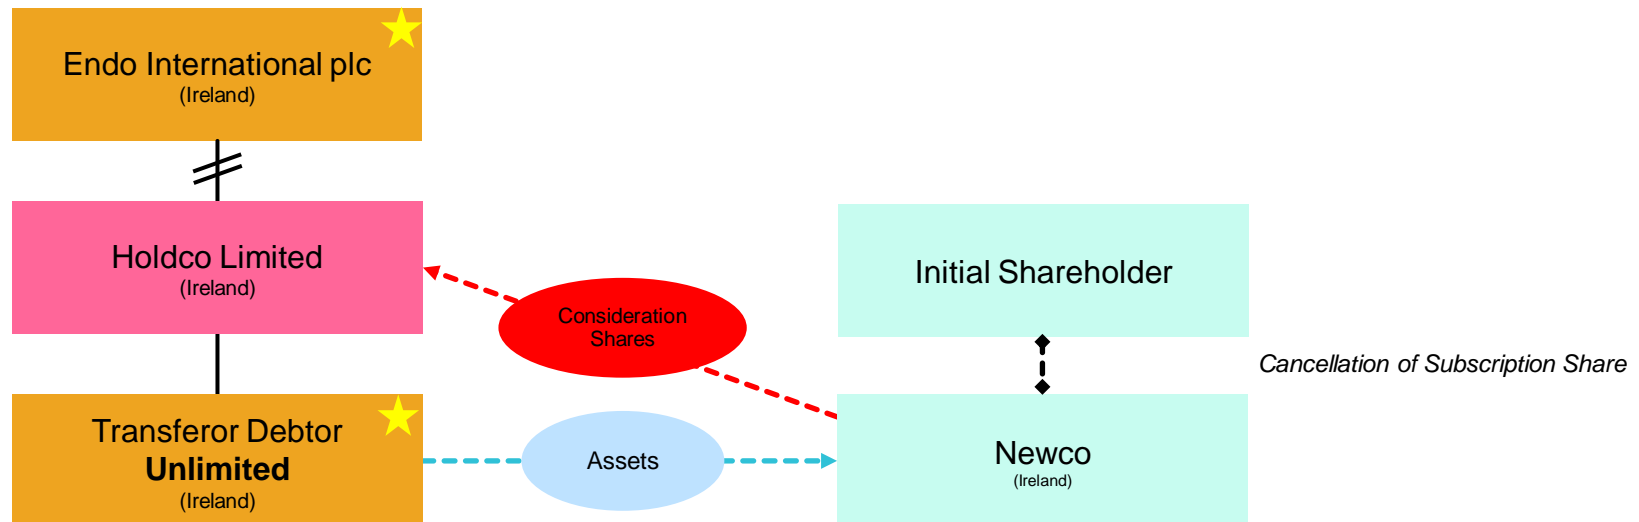 Endo International plc
(Ireland)
Holdco Limited
(Ireland)
Initial Shareholder
Consideration
Shares
Cancellation of Subscription Share
Transferor Debtor
Unlimited
(Ireland)
Assets
Newco
(Ireland)